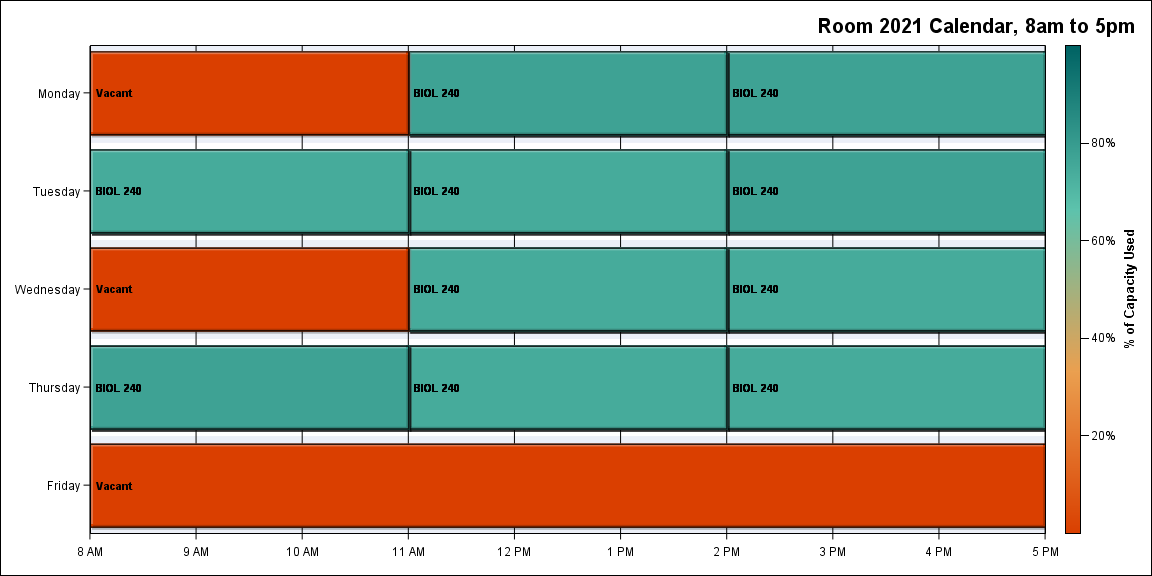 Room 2021 Calendar, 8am to 5pm
Monday
Vacant
BIOL 240
BIOL 240
Tuesday
BIOL 240
BIOL 240
BIOL 240
Wednesday
Vacant
BIOL 240
BIOL 240
Thursday
BIOL 240
BIOL 240
BIOL 240
Friday
Vacant
8 AM
9 AM
10 AM
11 AM
12 PM
1 PM
2 PM
3 PM
4 PM
5 PM
80%
60%
40%
20%
% of Capacity Used